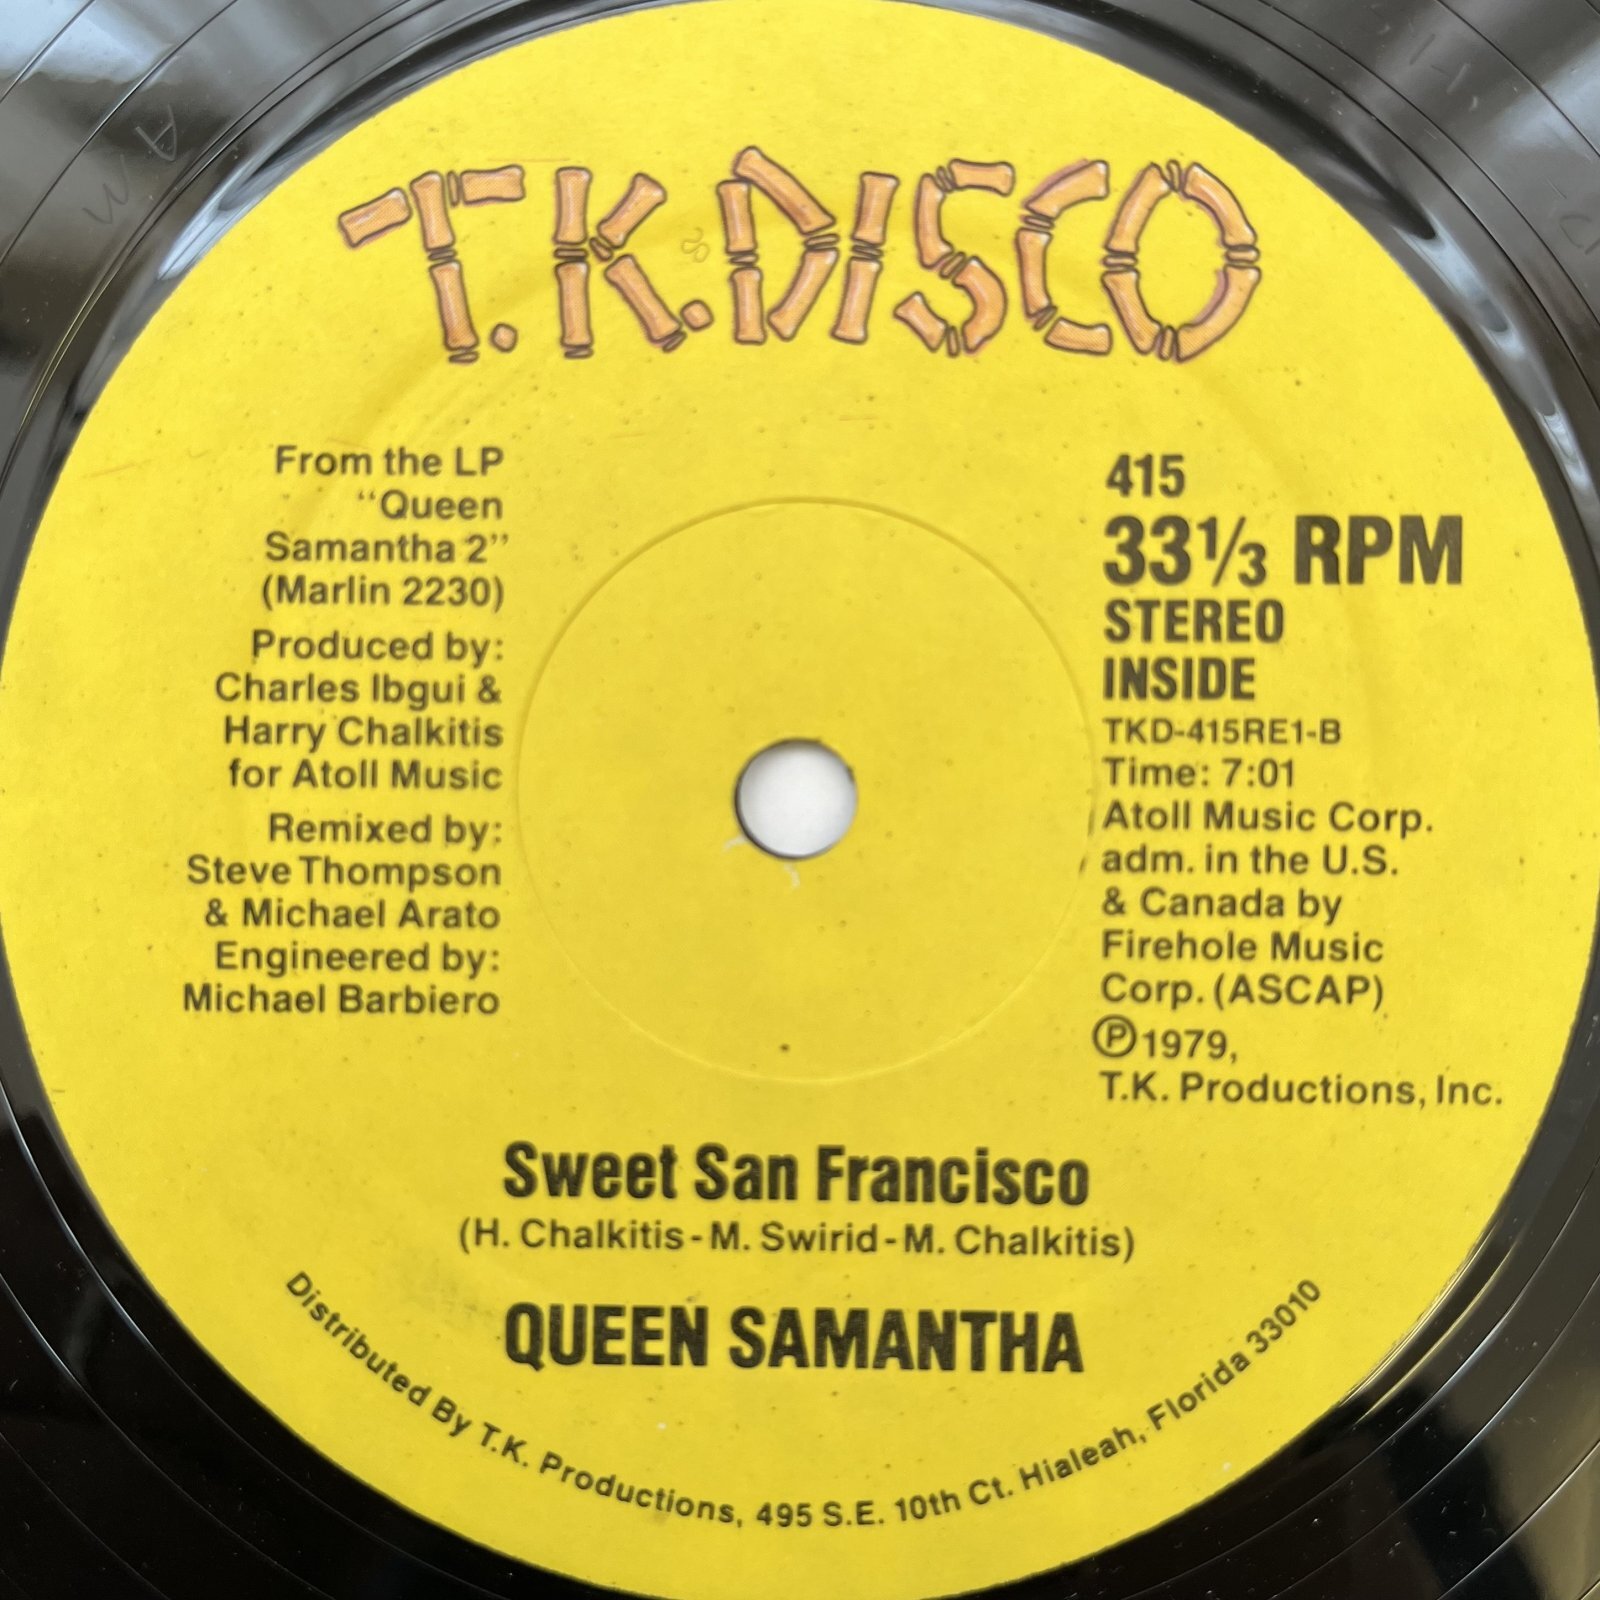 T.K. DISCO
From the LP
“Queen
Samantha 2”
(Marlin 2230)
Produced by:
Charles Ibgui &
Harry Chalkitis
for Atoll Music
Remixed by:
Steve Thompson
& Michael Arato
Engineered by:
Michael Barbiero
415
33⅓ RPM
STEREO
INSIDE
TKD-415RE1-B
Time: 7:01
Atoll Music Corp.
adm. in the U.S.
& Canada by
Firehole Music
Corp. (ASCAP)
℗1979,
T.K. Productions, Inc.
Sweet San Francisco
(H. Chalkitis - M. Swirid - M. Chalkitis)
QUEEN SAMANTHA
Distributed By T.K. Productions, 495 S.E. 10th Ct. Hialeah, Florida 33010